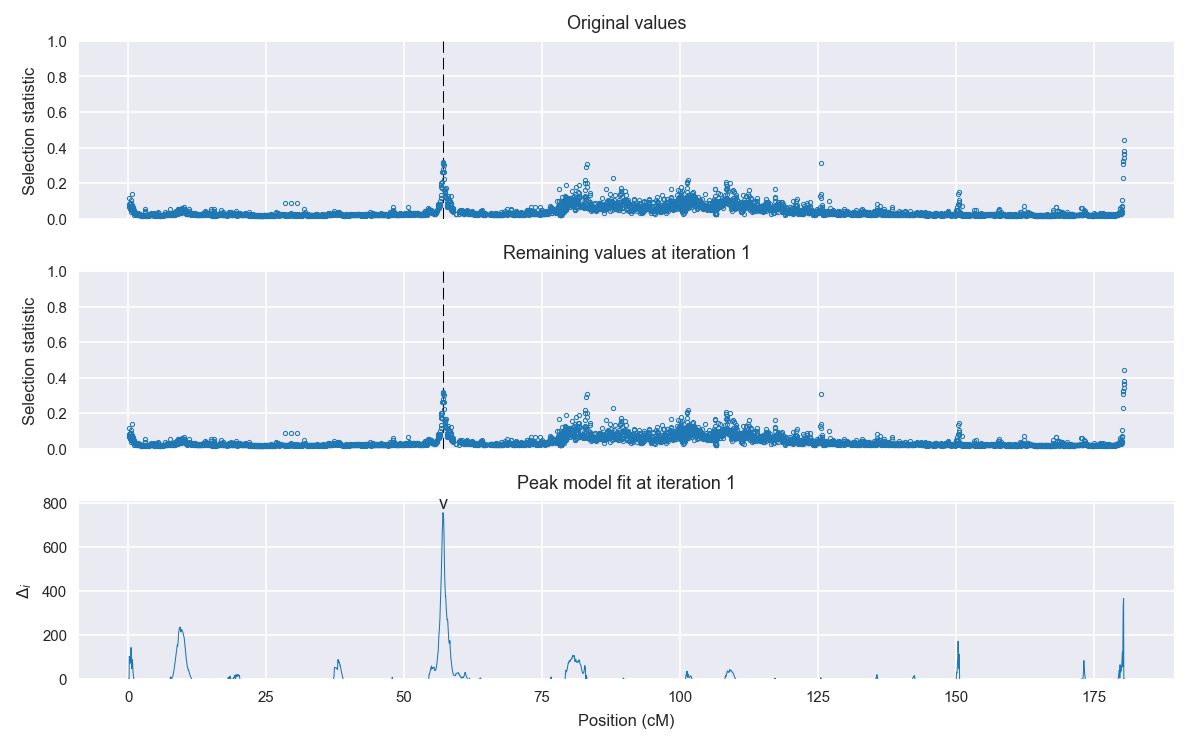 Original values
1.0
0.8
0.6
0.4
0.2
0.0
Selection statistic
Remaining values at iteration 1
1.0
0.8
0.6
0.4
0.2
0.0
Selection statistic
Peak model fit at iteration 1
v
800
600
400
200
0
Δi
0 25 50 75 100 125 150 175
Position (cM)